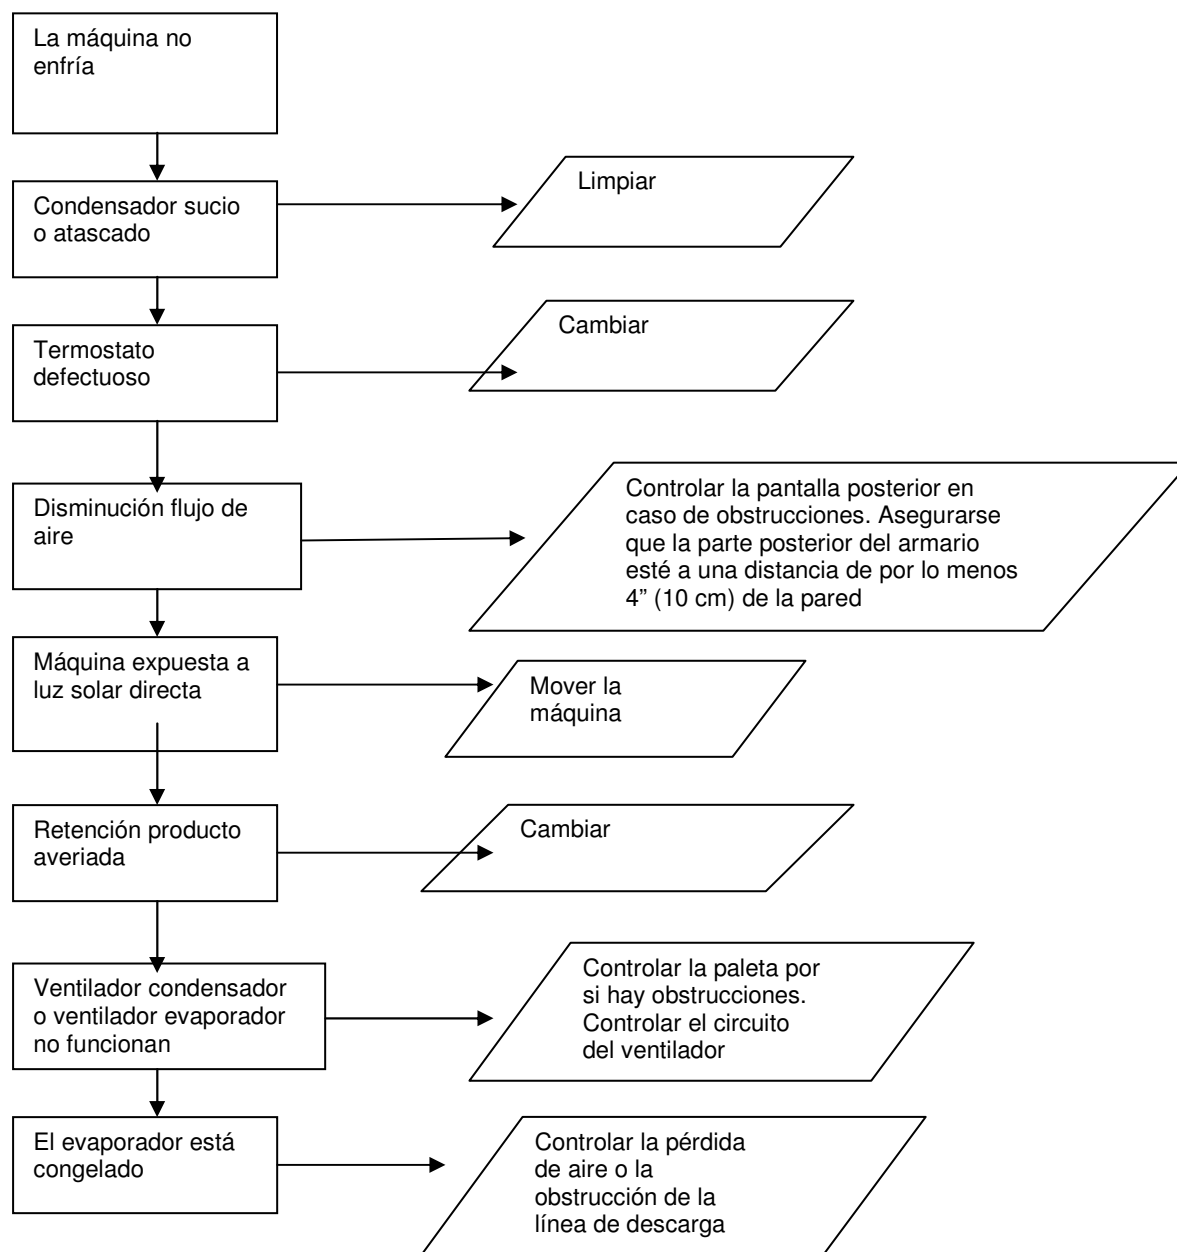 La máquina no
enfría
Condensador sucio
o atascado
Limpiar
Termostato
defectuoso
Cambiar
Disminución flujo de
aire
Controlar la pantalla posterior en
caso de obstrucciones. Asegurarse
que la parte posterior del armario
esté a una distancia de por lo menos
4” (10 cm) de la pared
Máquina expuesta a
luz solar directa
Mover la
máquina
Retención producto
averiada
Cambiar
Ventilador condensador
o ventilador evaporador
no funcionan
Controlar la paleta por
si hay obstrucciones.
Controlar el circuito
del ventilador
El evaporador está
congelado
Controlar la pérdida
de aire o la
obstrucción de la
línea de descarga